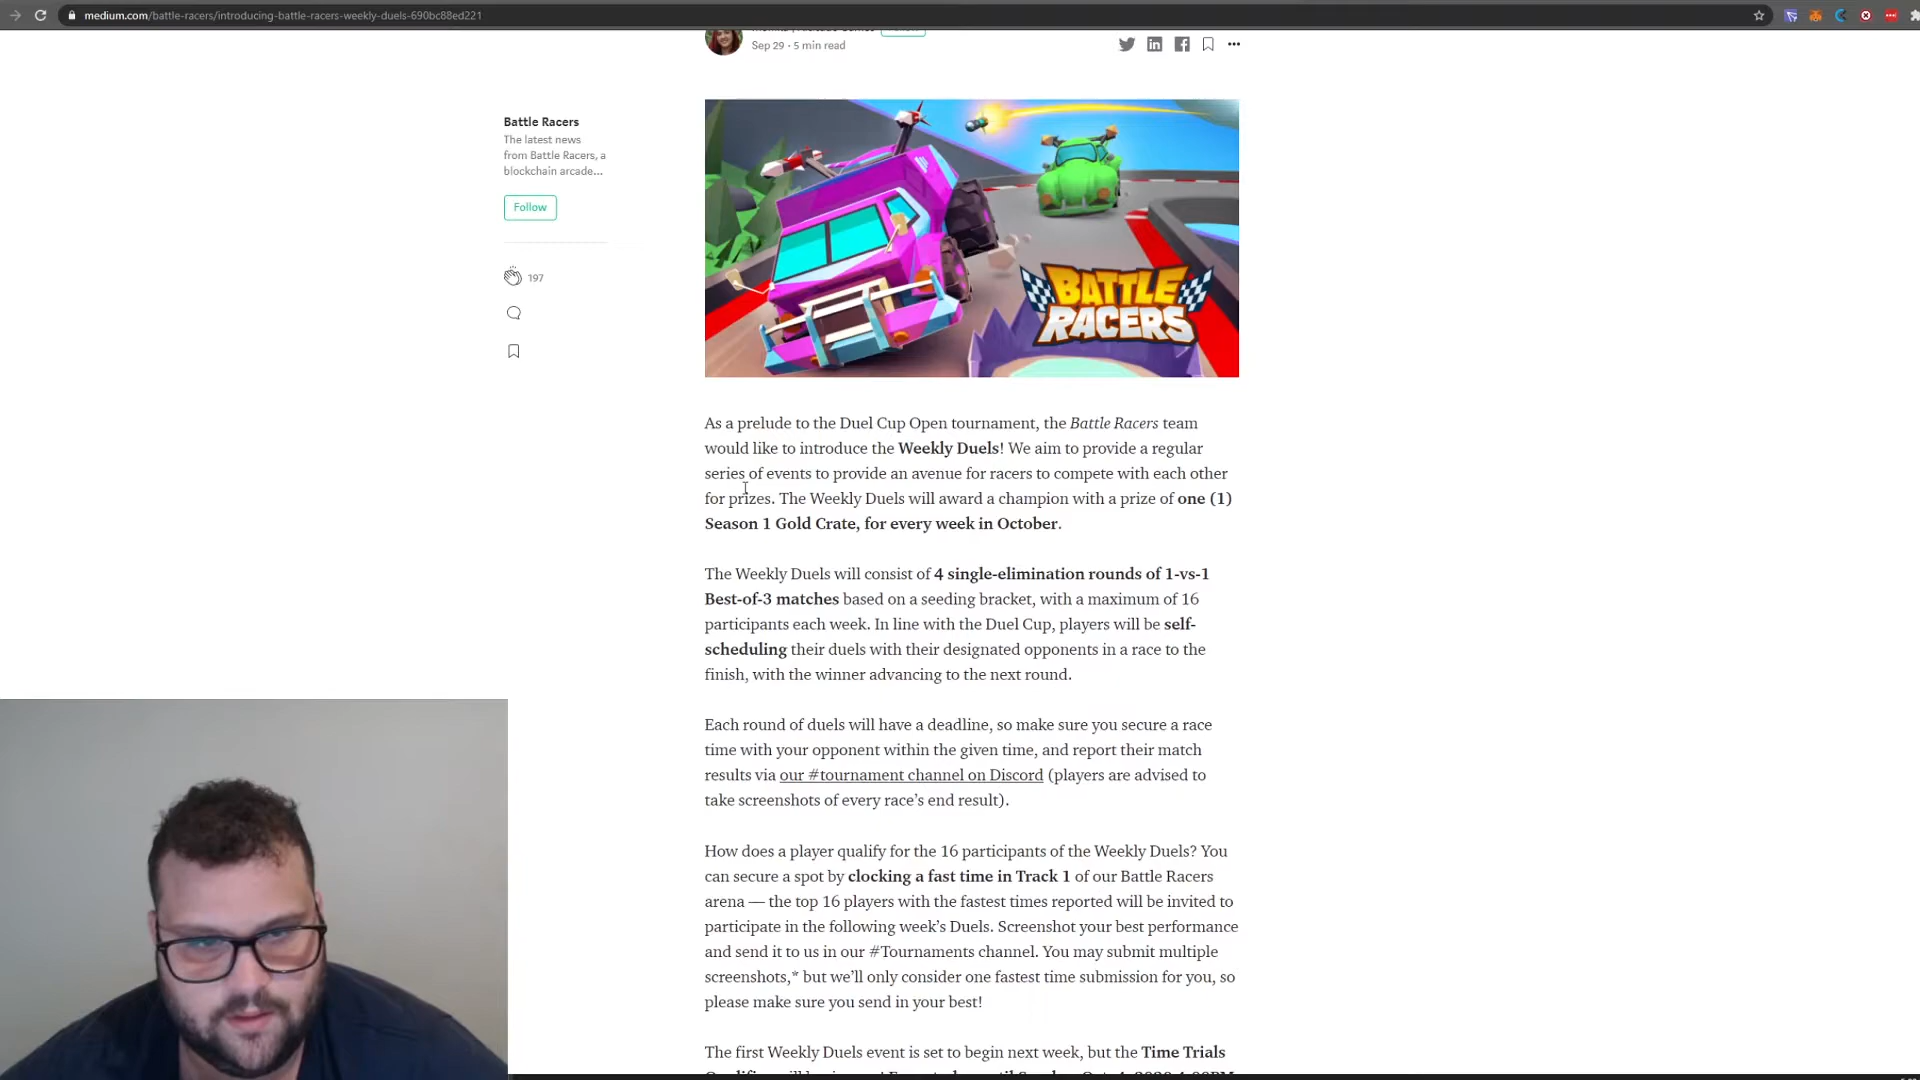 medium.com/battle-racers/introducing-battle-racers-weekly-duels-690bc88ed221
Sep 29 · 5 min read
Battle Racers
The latest news
from Battle Racers, a
blockchain arcade...
Follow
197
BATTLE
RACERS
As a prelude to the Duel Cup Open tournament, the Battle Racers team
would like to introduce the Weekly Duels! We aim to provide a regular
series of events to provide an avenue for racers to compete with each other
for prizes. The Weekly Duels will award a champion with a prize of one (1)
Season 1 Gold Crate, for every week in October.
The Weekly Duels will consist of 4 single-elimination rounds of 1-vs-1
Best-of-3 matches based on a seeding bracket, with a maximum of 16
participants each week. In line with the Duel Cup, players will be self-
scheduling their duels with their designated opponents in a race to the
finish, with the winner advancing to the next round.
Each round of duels will have a deadline, so make sure you secure a race
time with your opponent within the given time, and report their match
results via our #tournament channel on Discord (players are advised to
take screenshots of every race’s end result).
How does a player qualify for the 16 participants of the Weekly Duels? You
can secure a spot by clocking a fast time in Track 1 of our Battle Racers
arena — the top 16 players with the fastest times reported will be invited to
participate in the following week’s Duels. Screenshot your best performance
and send it to us in our #Tournaments channel. You may submit multiple
screenshots,* but we’ll only consider one fastest time submission for you, so
please make sure you send in your best!
The first Weekly Duels event is set to begin next week, but the Time Trials